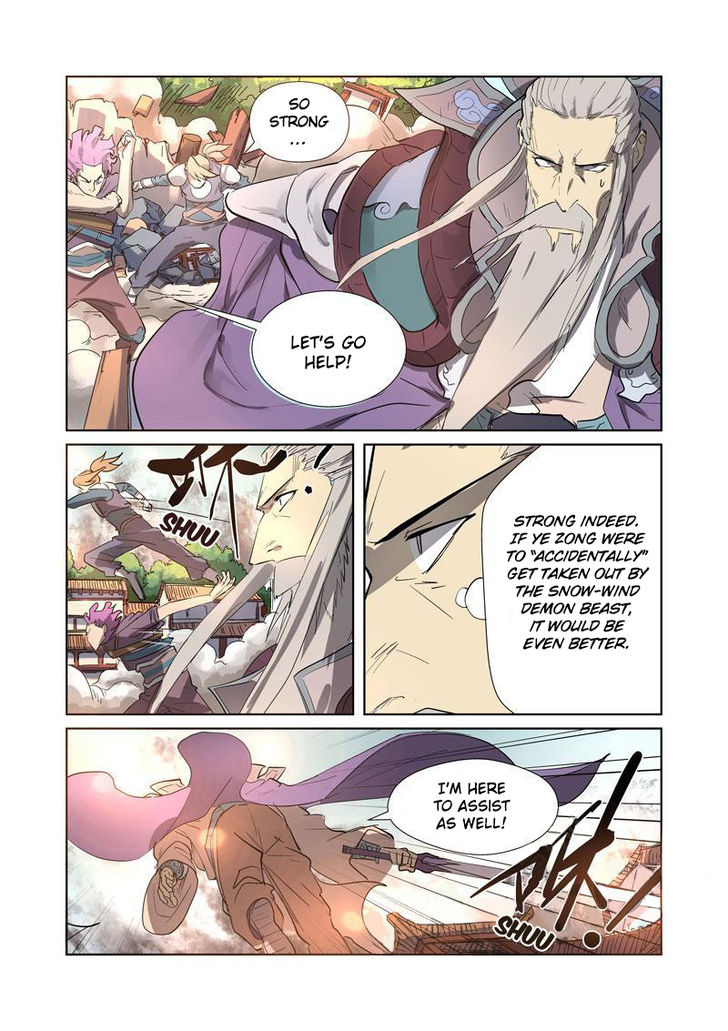 SO
STRONG
...
LET'S GO
HELP!
SHUU
STRONG INDEED.
IF YE ZONG WERE
TO "ACCIDENTALLY"
GET TAKEN OUT BY
THE SNOW-WIND
DEMON BEAST,
IT WOULD BE
EVEN BETTER.
I'M HERE
TO ASSIST
AS WELL!
SHUU